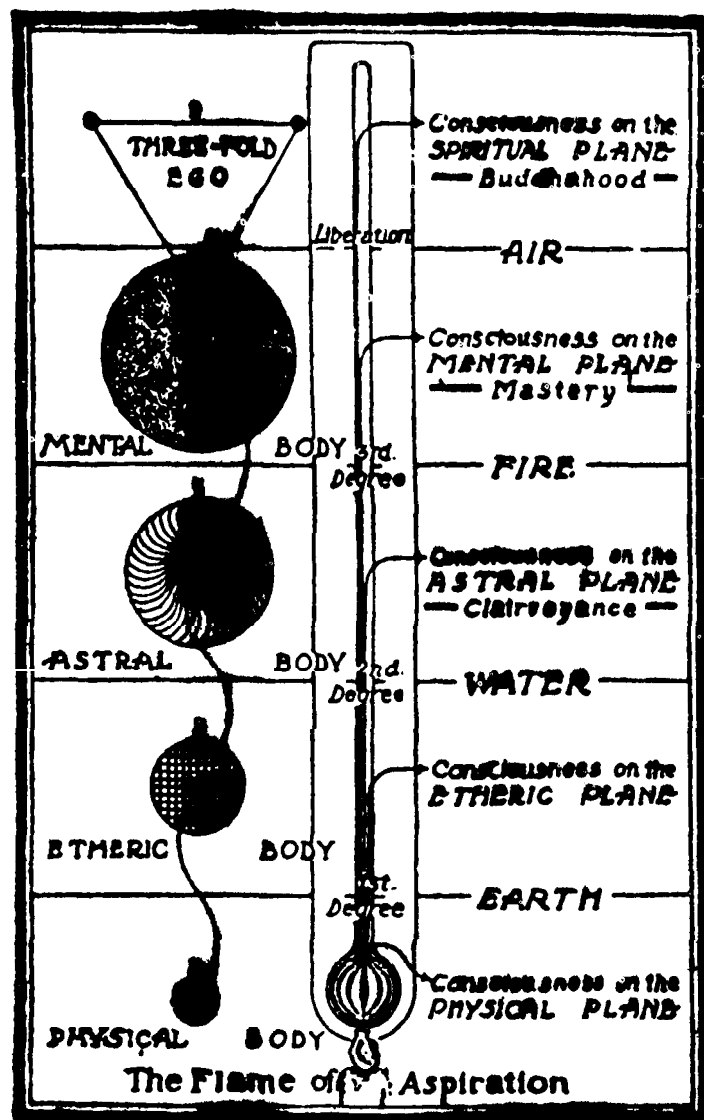 THREE-FOLD
EGO
Consciousness on the
SPIRITUAL PLANE
Buddhahood
Liberation
AIR
Consciousness on the
MENTAL PLANE
Mastery
MENTAL BODY
3rd.
Degree
FIRE
Consciousness on the
ASTRAL PLANE
Clairvoyance
ASTRAL BODY
2nd.
Degree
WATER
Consciousness on the
ETHERIC PLANE
ETHERIC BODY
1st.
Degree
EARTH
Consciousness on the
PHYSICAL PLANE
PHYSICAL BODY
The Flame of Aspiration